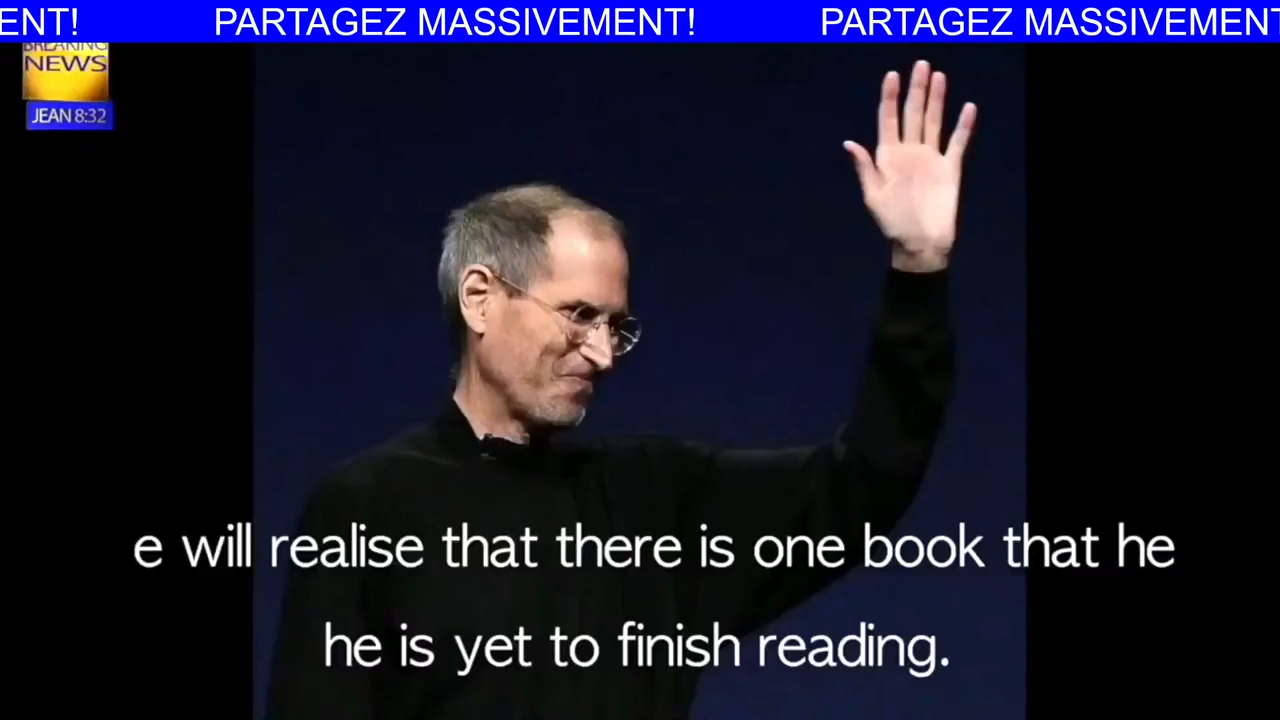 ENT! PARTAGEZ MASSIVEMENT! PARTAGEZ MASSIVEMENT
BREAKING
NEWS
JEAN 8:32
e will realise that there is one book that he
he is yet to finish reading.